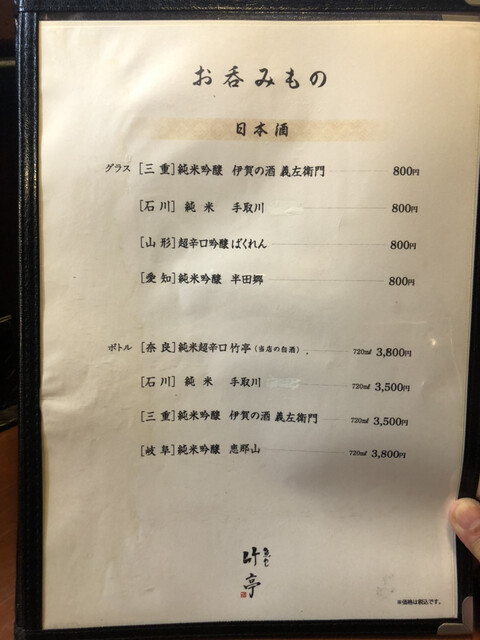 お呑みもの
日本酒
グラス [三 重] 純米吟醸 伊賀の酒 義左衛門 800円
[石 川] 純 米 手取川 800円
[山 形] 超辛口吟醸 ばくれん 800円
[愛 知] 純米吟醸 半田郷 800円
ボトル [奈 良] 純米超辛口 竹亭 (当店の自酒) 720㎖ 3,800円
[石 川] 純 米 手取川 720㎖ 3,500円
[三 重] 純米吟醸 伊賀の酒 義左衛門 720㎖ 3,500円
[岐 阜] 純米吟醸 恵那山 720㎖ 3,800円
竹亭
※価格は税込です。